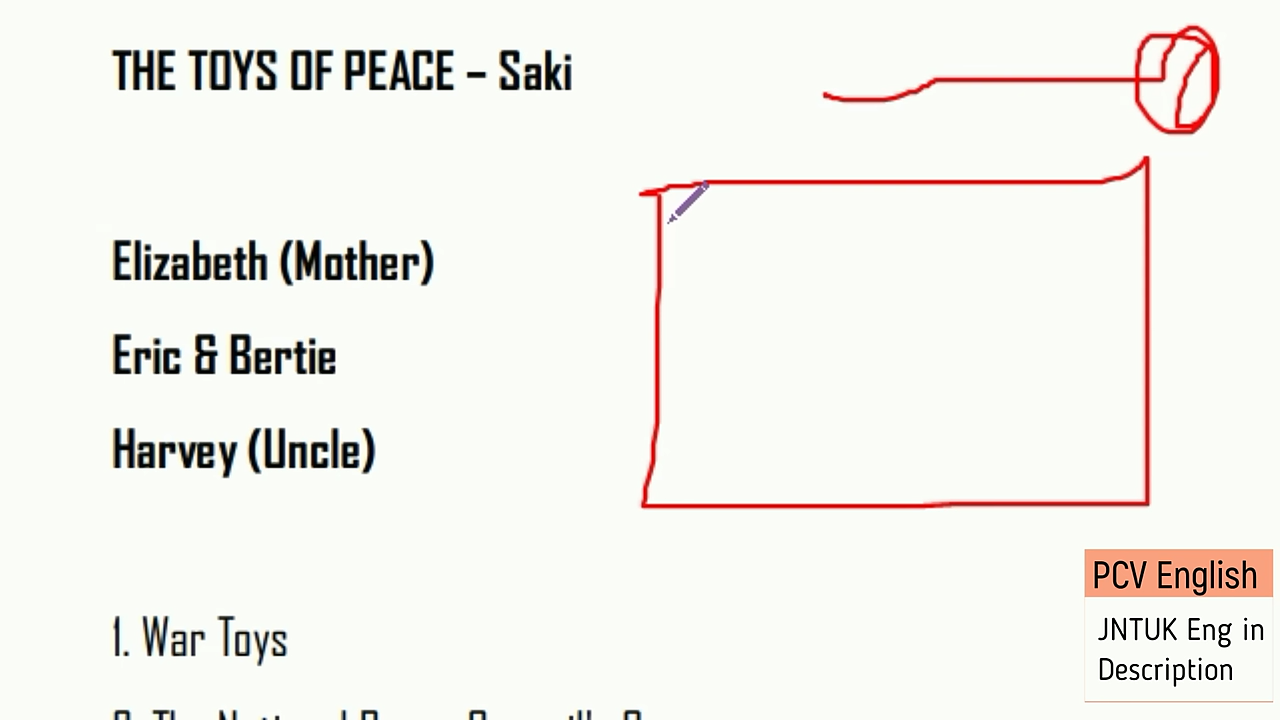 THE TOYS OF PEACE – Saki
Elizabeth (Mother)
Eric & Bertie
Harvey (Uncle)
1. War Toys
PCV English
JNTUK Eng in
Description